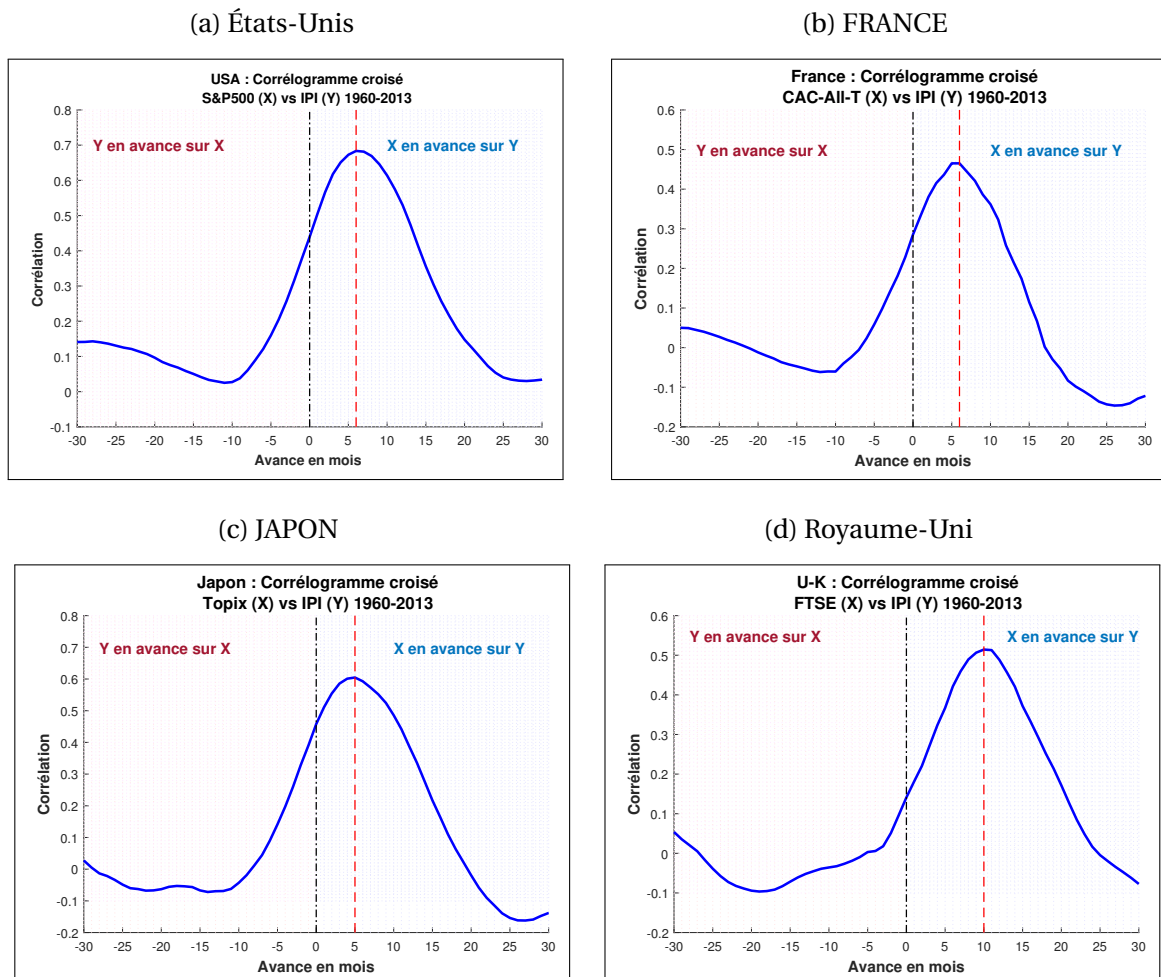 (a) États-Unis
USA : Corrélogramme croisé
S&P500 (X) vs IPI (Y) 1960-2013
Y en avance sur X
X en avance sur Y
Corrélation
0.8
0.7
0.6
0.5
0.4
0.3
0.2
0.1
0
-0.1
-30 -25 -20 -15 -10 -5 0 5 10 15 20 25 30
Avance en mois
(b) FRANCE
France : Corrélogramme croisé
CAC-All-T (X) vs IPI (Y) 1960-2013
Y en avance sur X
X en avance sur Y
Corrélation
0.6
0.5
0.4
0.3
0.2
0.1
0
-0.1
-0.2
-30 -25 -20 -15 -10 -5 0 5 10 15 20 25 30
Avance en mois
(c) JAPON
Japon : Corrélogramme croisé
Topix (X) vs IPI (Y) 1960-2013
Y en avance sur X
X en avance sur Y
Corrélation
0.8
0.7
0.6
0.5
0.4
0.3
0.2
0.1
0
-0.1
-0.2
-30 -25 -20 -15 -10 -5 0 5 10 15 20 25 30
Avance en mois
(d) Royaume-Uni
U-K : Corrélogramme croisé
FTSE (X) vs IPI (Y) 1960-2013
Y en avance sur X
X en avance sur Y
Corrélation
0.6
0.5
0.4
0.3
0.2
0.1
0
-0.1
-0.2
-30 -25 -20 -15 -10 -5 0 5 10 15 20 25 30
Avance en mois